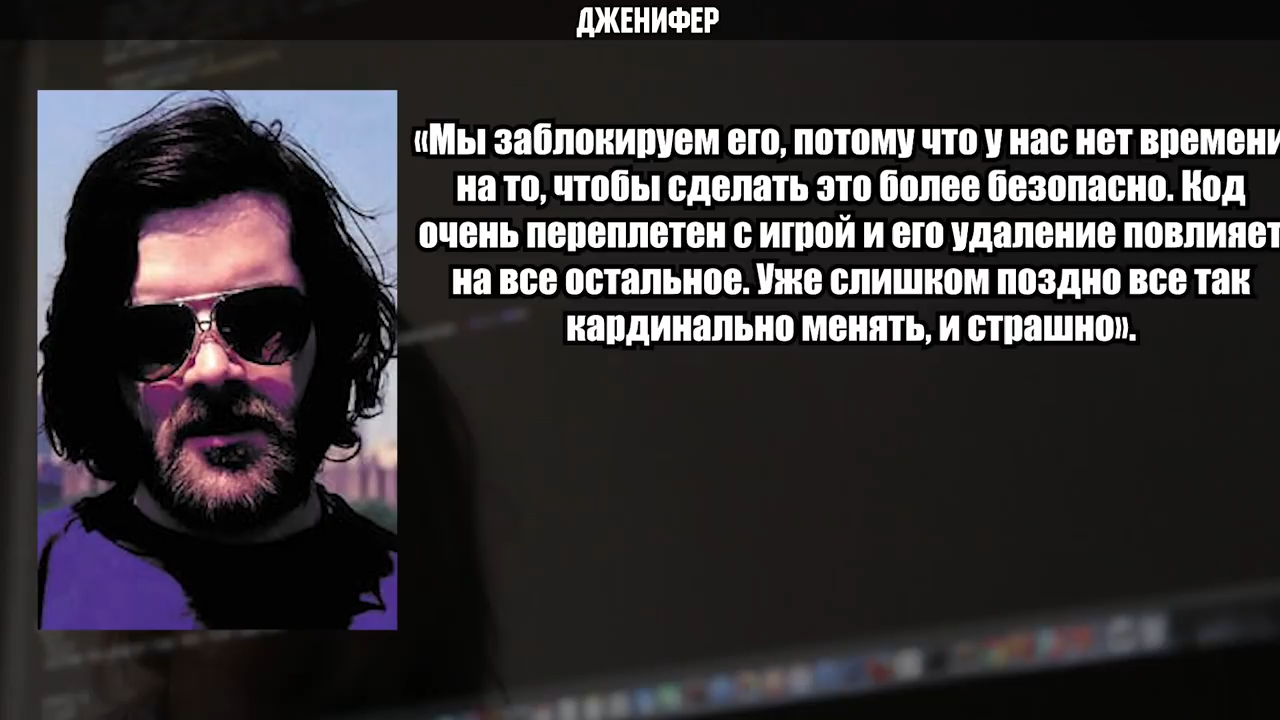 ДЖЕНИФЕР
«Мы заблокируем его, потому что у нас нет времени
на то, чтобы сделать это более безопасно. Код
очень переплетен с игрой и его удаление повлияет
на все остальное. Уже слишком поздно все так
кардинально менять, и страшно».